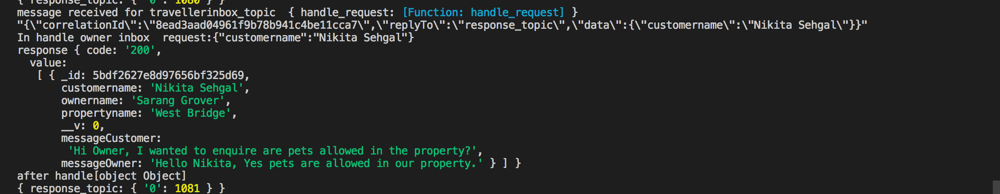 { response_topic: { '0': 1080 } }
message received for travellerinbox_topic  { handle_request: [Function: handle_request] }
"{\"correlationId\":\"8ead3aad04961f9b78b941c4be11cca7\",\"replyTo\":\"response_topic\",\"data\":{\"customername\":\"Nikita Sehgal\"}}"
In handle owner inbox  request:{"customername":"Nikita Sehgal"}
response { code: '200',
  value:
   [ { _id: 5bdf2627e8d97656bf325d69,
       customername: 'Nikita Sehgal',
       ownername: 'Sarang Grover',
       propertyname: 'West Bridge',
       __v: 0,
       messageCustomer:
        'Hi Owner, I wanted to enquire are pets allowed in the property?',
       messageOwner: 'Hello Nikita, Yes pets are allowed in our property.' } ] }
after handle[object Object]
{ response_topic: { '0': 1081 } }